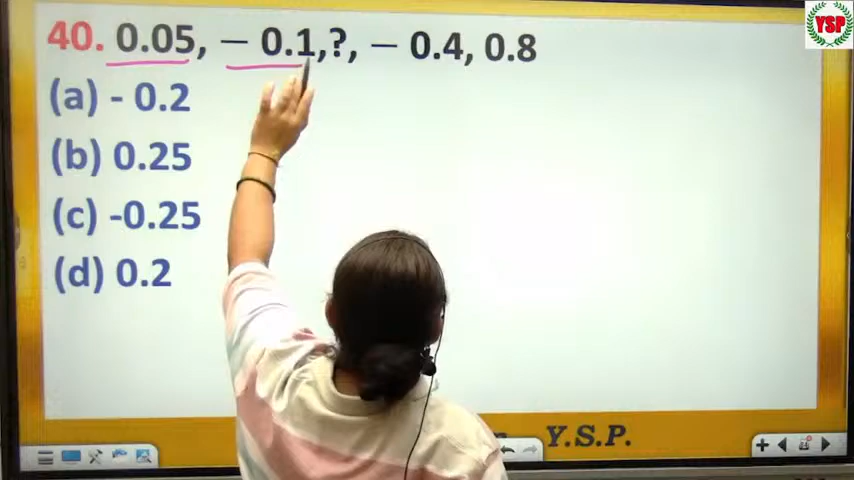 40. 0.05, − 0.1,?, − 0.4, 0.8
(a) - 0.2
(b) 0.25
(c) -0.25
(d) 0.2
YSP
Y.S.P.